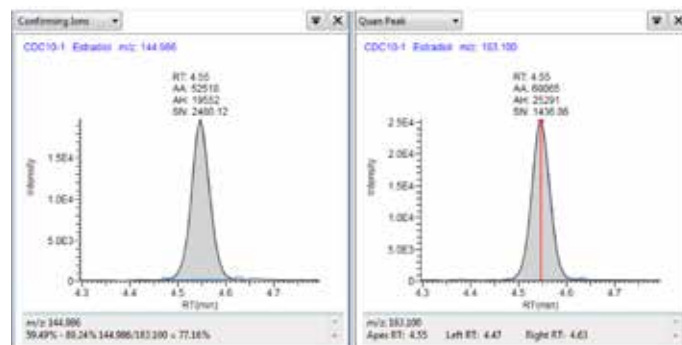 Confirming Ions
CDC10-1 Estradiol m/z: 144.986
RT: 4.55
AA: 52518
AH: 19552
SN: 2480.12
Intensity
1.5E4
1.0E4
5.0E3
0
4.3 4.4 4.5 4.6 4.7
RT(min)
m/z: 144.986
59.49% - 89.24% 144.986/183.100 = 77.16%
Quan Peak
CDC10-1 Estradiol m/z: 183.100
RT: 4.55
AH: 25291
Intensity
2.5E4
2.0E4
1.5E4
1.0E4
5.0E3
0
4.3 4.4 4.5 4.6 4.7
RT(min)
m/z: 183.100
Apex RT: 4.55 Left RT: 4.47 Right RT: 4.63